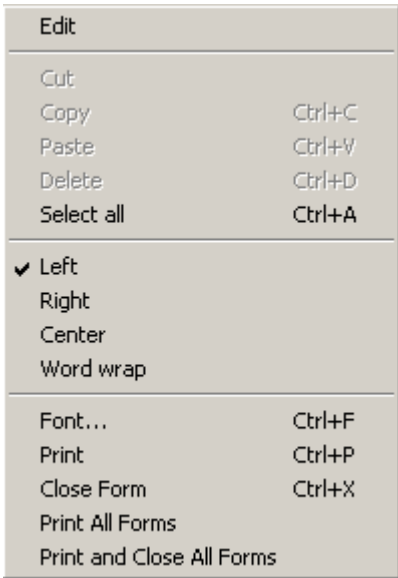 Edit
Cut
Copy Ctrl+C
Paste Ctrl+V
Delete Ctrl+D
Select all Ctrl+A
Left
Right
Center
Word wrap
Font... Ctrl+F
Print Ctrl+P
Close Form Ctrl+X
Print All Forms
Print and Close All Forms